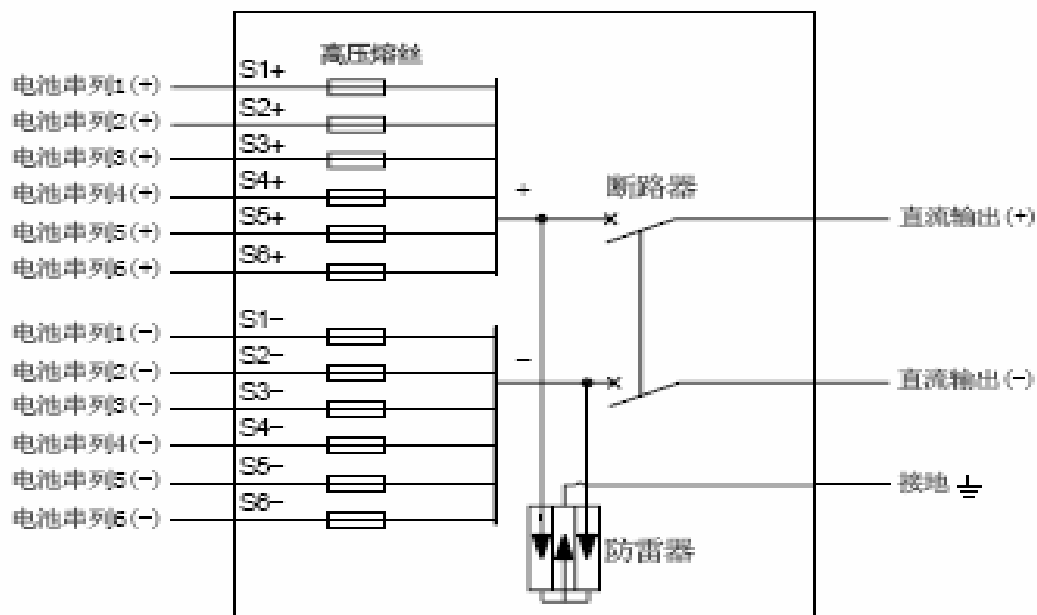 高压熔丝
电池串列1(+) S1+
电池串列2(+) S2+
电池串列3(+) S3+
电池串列4(+) S4+
电池串列5(+) S5+
电池串列6(+) S6+
+ 断路器
直流输出(+)
电池串列1(-) S1-
电池串列2(-) S2-
电池串列3(-) S3-
电池串列4(-) S4-
电池串列5(-) S5-
电池串列6(-) S6-
-
直流输出(-)
接地
防雷器